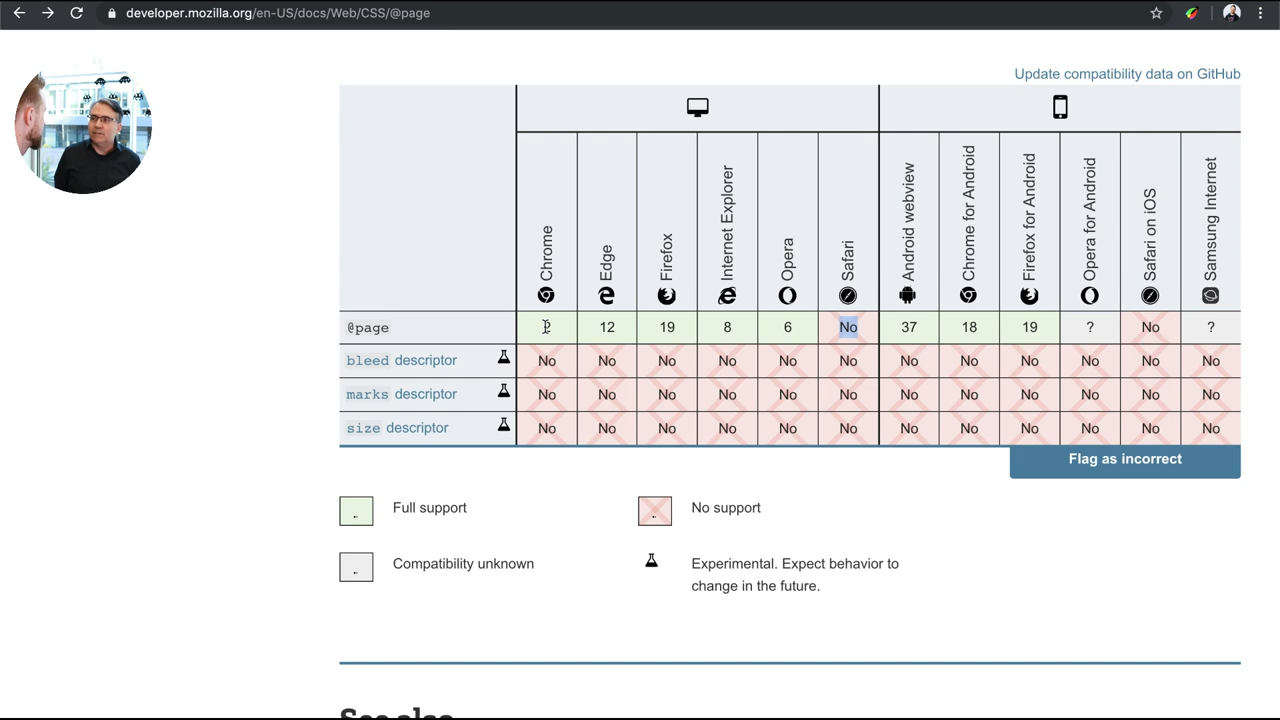 developer.mozilla.org/en-US/docs/Web/CSS/@page
Update compatibility data on GitHub
Chrome
Edge
Firefox
Internet Explorer
Opera
Safari
Android webview
Chrome for Android
Firefox for Android
Opera for Android
Safari on iOS
Samsung Internet
@page 2 12 19 8 6 No 37 18 19 ? No ?
bleed descriptor No No No No No No No No No No No No
marks descriptor No No No No No No No No No No No No
size descriptor No No No No No No No No No No No No
Flag as incorrect
Full support
No support
Compatibility unknown
Experimental. Expect behavior to
change in the future.
See also